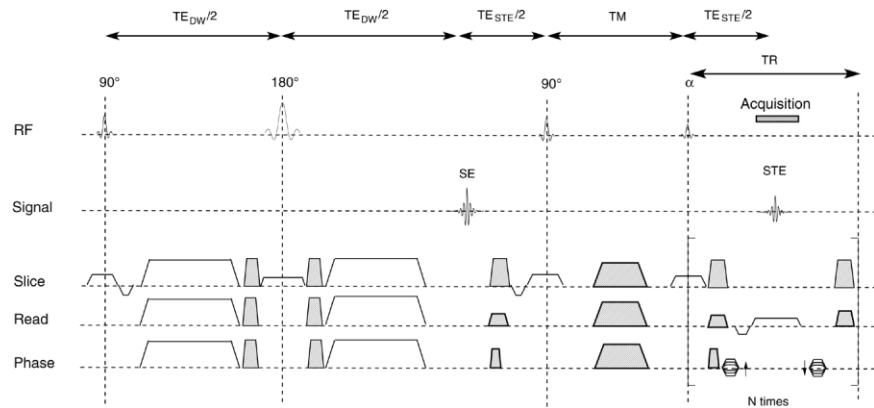 TE_DW/2 TE_DW/2 TE_STE/2 TM TE_STE/2
TR
90° 180° 90° α
Acquisition
RF
SE STE
Signal
Slice
Read
Phase
N times